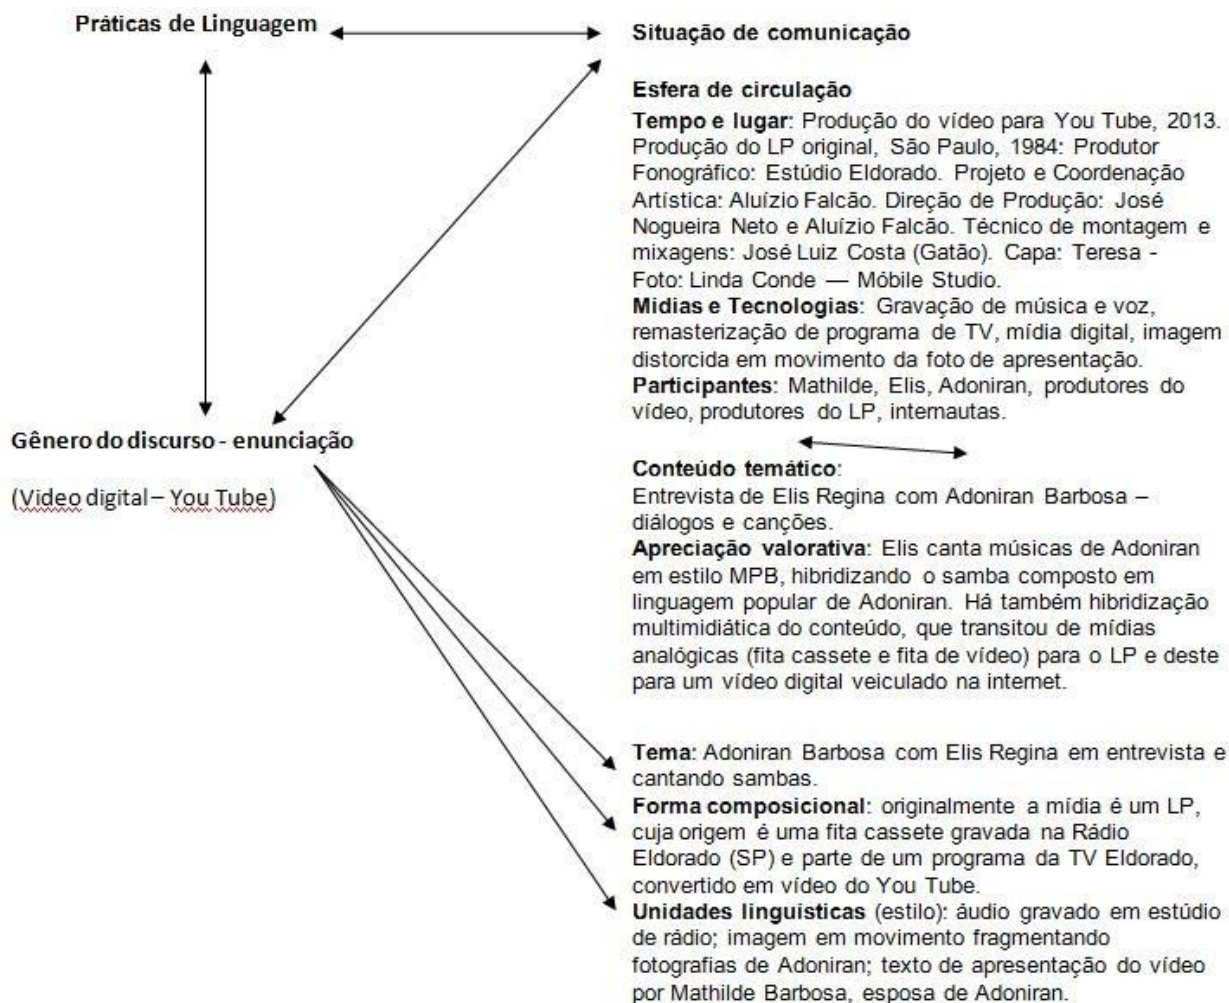 Práticas de Linguagem
Situação de comunicação
Esfera de circulação
Tempo e lugar: Produção do vídeo para You Tube, 2013.
Produção do LP original, São Paulo, 1984: Produtor
Fonográfico: Estúdio Eldorado. Projeto e Coordenação
Artística: Aluízio Falcão. Direção de Produção: José
Nogueira Neto e Aluízio Falcão. Técnico de montagem e
mixagens: José Luiz Costa (Gatão). Capa: Teresa -
Foto: Linda Conde — Móbile Studio.
Mídias e Tecnologias: Gravação de música e voz,
remasterização de programa de TV, mídia digital, imagem
distorcida em movimento da foto de apresentação.
Participantes: Mathilde, Elis, Adoniran, produtores do
vídeo, produtores do LP, internautas.
Gênero do discurso - enunciação
(Video digital – You Tube)
Conteúdo temático:
Entrevista de Elis Regina com Adoniran Barbosa –
diálogos e canções.
Apreciação valorativa: Elis canta músicas de Adoniran
em estilo MPB, hibridizando o samba composto em
linguagem popular de Adoniran. Há também hibridização
multimidiática do conteúdo, que transitou de mídias
analógicas (fita cassete e fita de vídeo) para o LP e deste
para um vídeo digital veiculado na internet.
Tema: Adoniran Barbosa com Elis Regina em entrevista e
cantando sambas.
Forma composicional: originalmente a mídia é um LP,
cuja origem é uma fita cassete gravada na Rádio
Eldorado (SP) e parte de um programa da TV Eldorado,
convertido em vídeo do You Tube.
Unidades linguísticas (estilo): áudio gravado em estúdio
de rádio; imagem em movimento fragmentando
fotografias de Adoniran; texto de apresentação do vídeo
por Mathilde Barbosa, esposa de Adoniran.